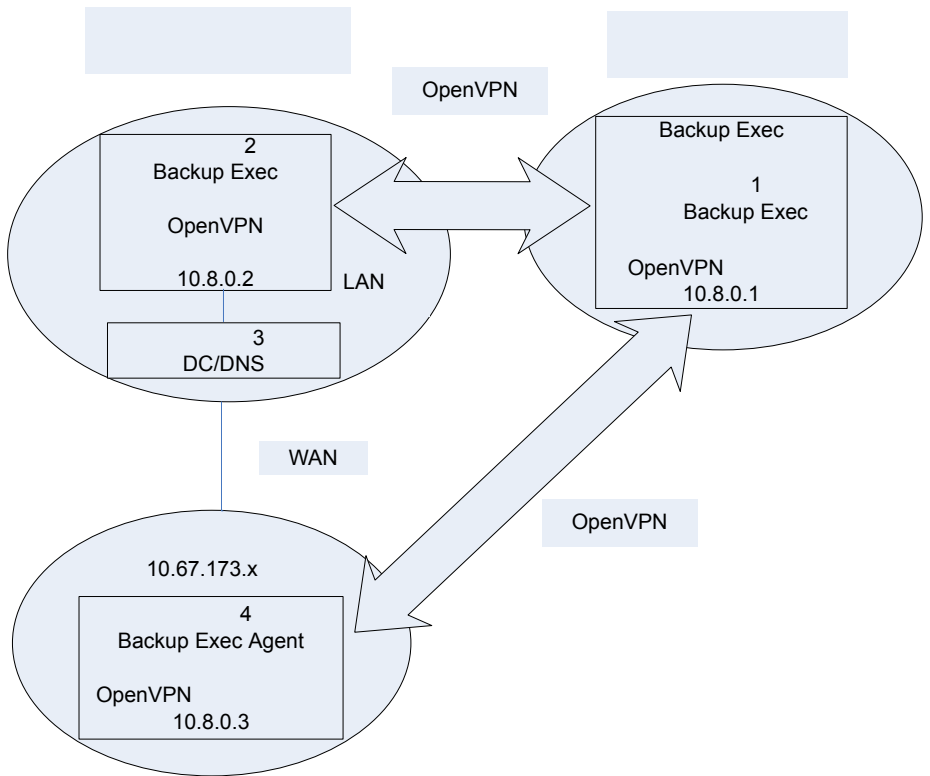 OpenVPN
2
Backup Exec
OpenVPN
10.8.0.2
LAN
3
DC/DNS
Backup Exec
1
Backup Exec
OpenVPN
10.8.0.1
WAN
OpenVPN
10.67.173.x
4
Backup Exec Agent
OpenVPN
10.8.0.3